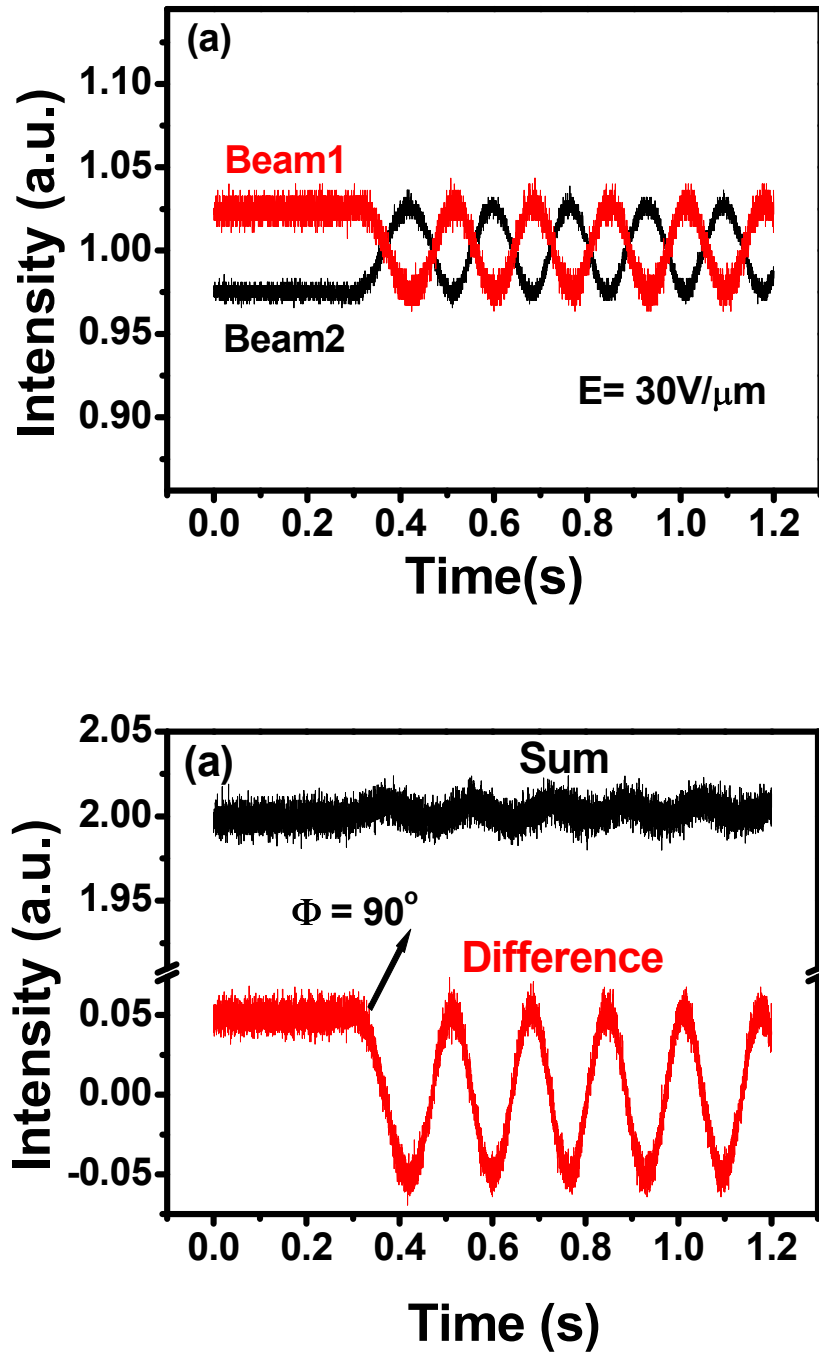 (a)
1.10
1.05
1.00
0.95
0.90
Intensity (a.u.)
Beam1
Beam2
E= 30V/μm
0.0 0.2 0.4 0.6 0.8 1.0 1.2
Time(s)
(a)
Sum
2.05
2.00
1.95
0.05
0.00
-0.05
Intensity (a.u.)
Φ = 90°
Difference
0.0 0.2 0.4 0.6 0.8 1.0 1.2
Time (s)